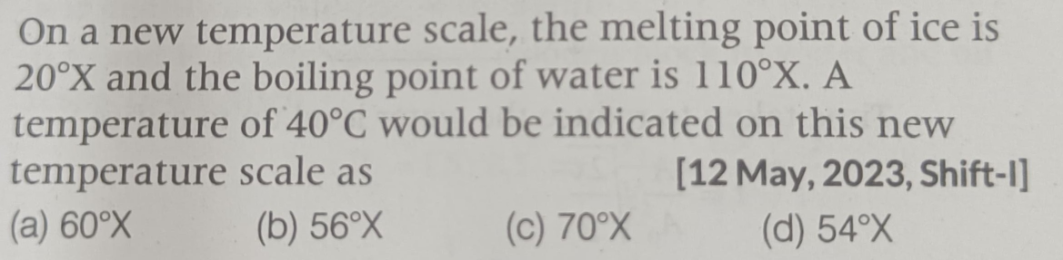 On a new temperature scale, the melting point of ice is
20°X and the boiling point of water is 110°X. A
temperature of 40°C would be indicated on this new
temperature scale as [12 May, 2023, Shift-I]
(a) 60°X (b) 56°X (c) 70°X (d) 54°X